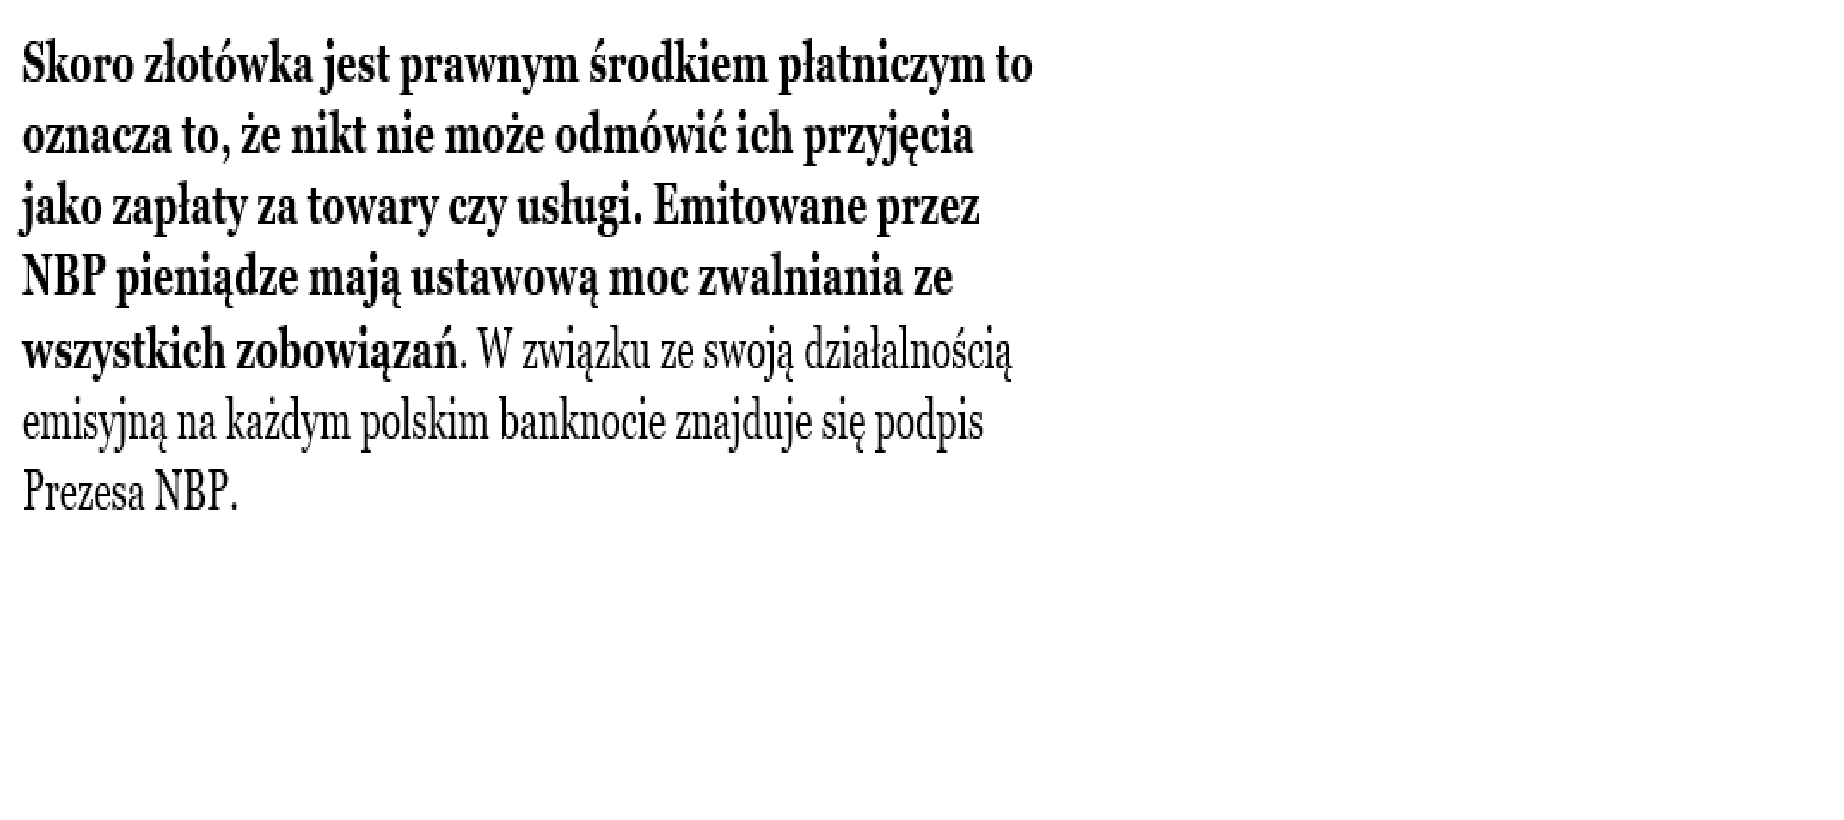 Skoro złotówka jest prawnym środkiem płatniczym to
oznacza to, że nikt nie może odmówić ich przyjęcia
jako zapłaty za towary czy usługi. Emitowane przez
NBP pieniądze mają ustawową moc zwalniania ze
wszystkich zobowiązań. W związku ze swoją działalnością
emisyjną na każdym polskim banknocie znajduje się podpis
Prezesa NBP.